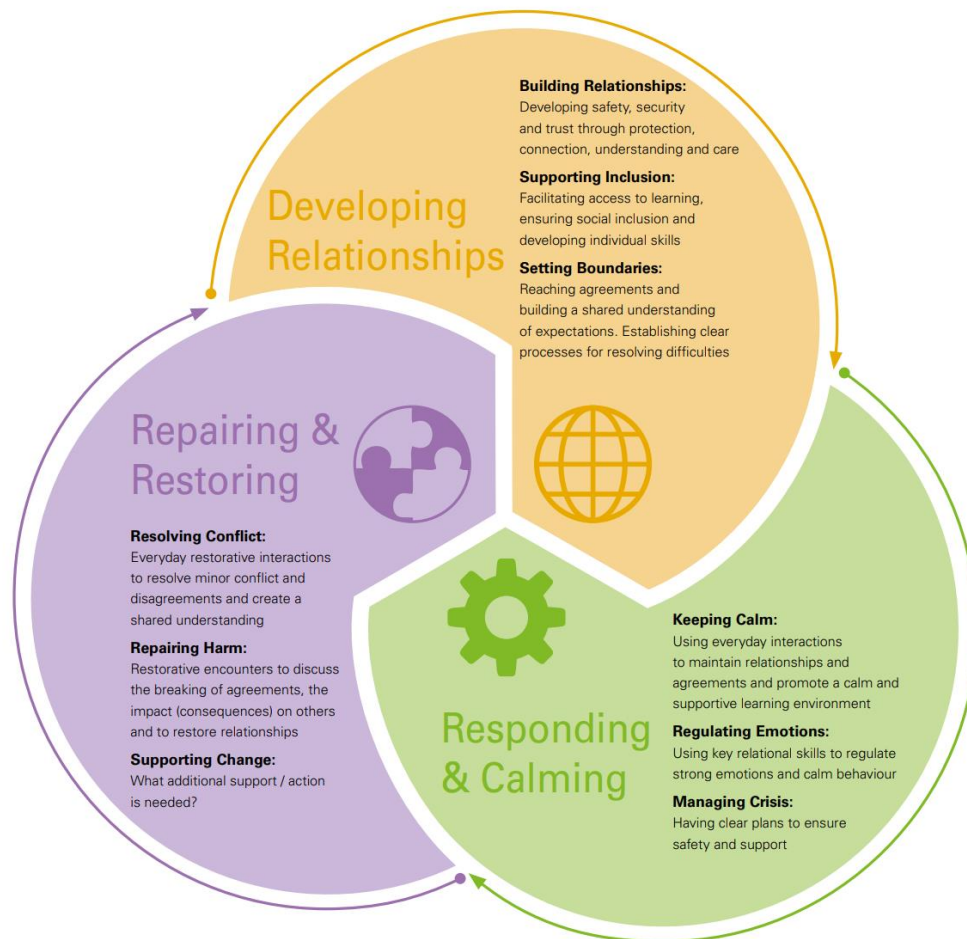 Developing
Relationships
Building Relationships:
Developing safety, security
and trust through protection,
connection, understanding and care
Supporting Inclusion:
Facilitating access to learning,
ensuring social inclusion and
developing individual skills
Setting Boundaries:
Reaching agreements and
building a shared understanding
of expectations. Establishing clear
processes for resolving difficulties
Repairing &
Restoring
Resolving Conflict:
Everyday restorative interactions
to resolve minor conflict and
disagreements and create a
shared understanding
Repairing Harm:
Restorative encounters to discuss
the breaking of agreements, the
impact (consequences) on others
and to restore relationships
Supporting Change:
What additional support / action
is needed?
Responding
& Calming
Keeping Calm:
Using everyday interactions
to maintain relationships and
agreements and promote a calm and
supportive learning environment
Regulating Emotions:
Using key relational skills to regulate
strong emotions and calm behaviour
Managing Crisis:
Having clear plans to ensure
safety and support